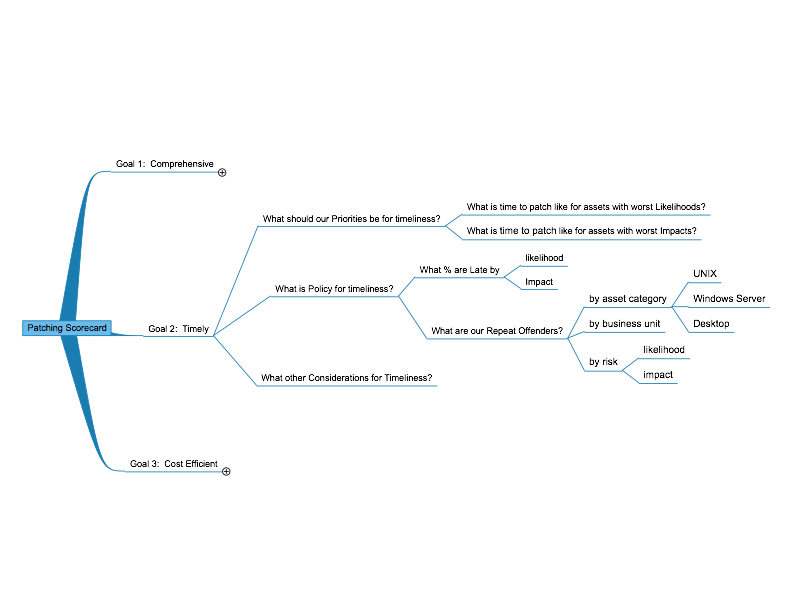 Patching Scorecard
Goal 1: Comprehensive
Goal 2: Timely
What should our Priorities be for timeliness?
What is time to patch like for assets with worst Likelihoods?
What is time to patch like for assets with worst Impacts?
What is Policy for timeliness?
What % are Late by
likelihood
Impact
What are our Repeat Offenders?
by asset category
UNIX
Windows Server
Desktop
by business unit
by risk
likelihood
impact
What other Considerations for Timeliness?
Goal 3: Cost Efficient